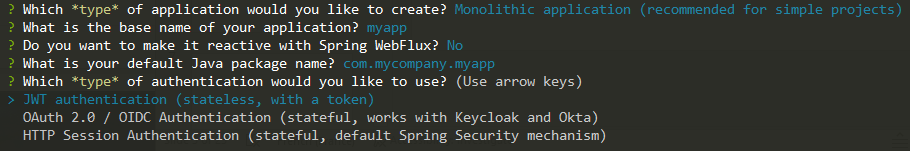 ? Which *type* of application would you like to create? Monolithic application (recommended for simple projects)
? What is the base name of your application? myapp
? Do you want to make it reactive with Spring WebFlux? No
? What is your default Java package name? com.mycompany.myapp
? Which *type* of authentication would you like to use? (Use arrow keys)
> JWT authentication (stateless, with a token)
OAuth 2.0 / OIDC Authentication (stateful, works with Keycloak and Okta)
HTTP Session Authentication (stateful, default Spring Security mechanism)